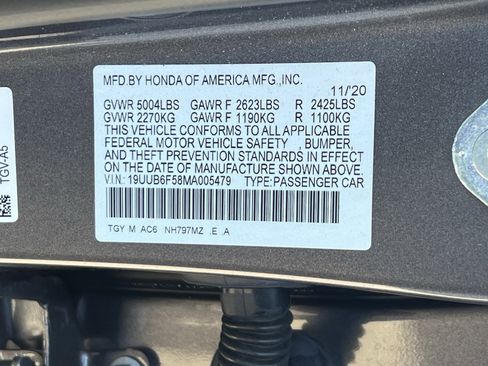 MFD.BY HONDA OF AMERICA MFG.,INC. 11/'20
GVWR 5004LBS GAWR F 2623LBS R 2425LBS
GVWR 2270KG GAWR F 1190KG R 1100KG
THIS VEHICLE CONFORMS TO ALL APPLICABLE
FEDERAL MOTOR VEHICLE SAFETY , BUMPER,
AND THEFT PREVENTION STANDARDS IN EFFECT
ON THE DATE OF MANUFACTURE SHOWN ABOVE.
VIN: 19UUB6F58MA005479 TYPE:PASSENGER CAR
TGY M AC6 NH797MZ .E .A
TGV-A5